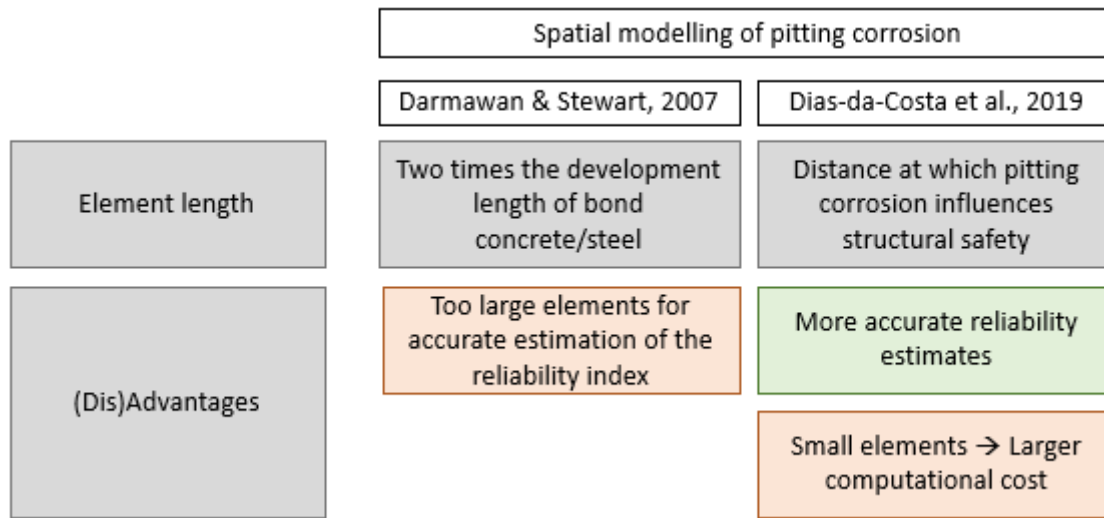 Spatial modelling of pitting corrosion
Darmawan & Stewart, 2007
Dias-da-Costa et al., 2019
Element length
Two times the development
length of bond
concrete/steel
Distance at which pitting
corrosion influences
structural safety
(Dis)Advantages
Too large elements for
accurate estimation of the
reliability index
More accurate reliability
estimates
Small elements → Larger
computational cost